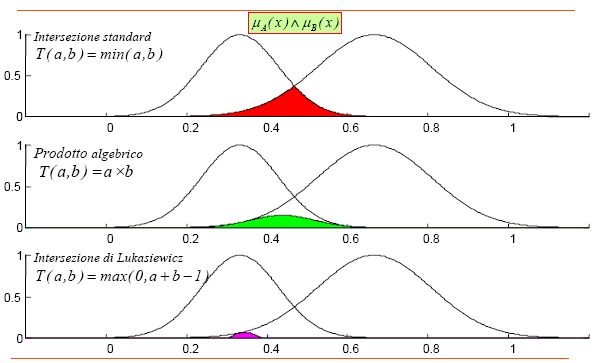 μA(x)∧μB(x)
Intersezione standard
T(a,b)=min(a,b)
1
0.5
0
0 0.2 0.4 0.6 0.8 1
Prodotto algebrico
T(a,b)=a×b
1
0.5
0
0 0.2 0.4 0.6 0.8 1
Intersezione di Lukasiewicz
T(a,b)=max(0,a+b−1)
1
0.5
0
0 0.2 0.4 0.6 0.8 1